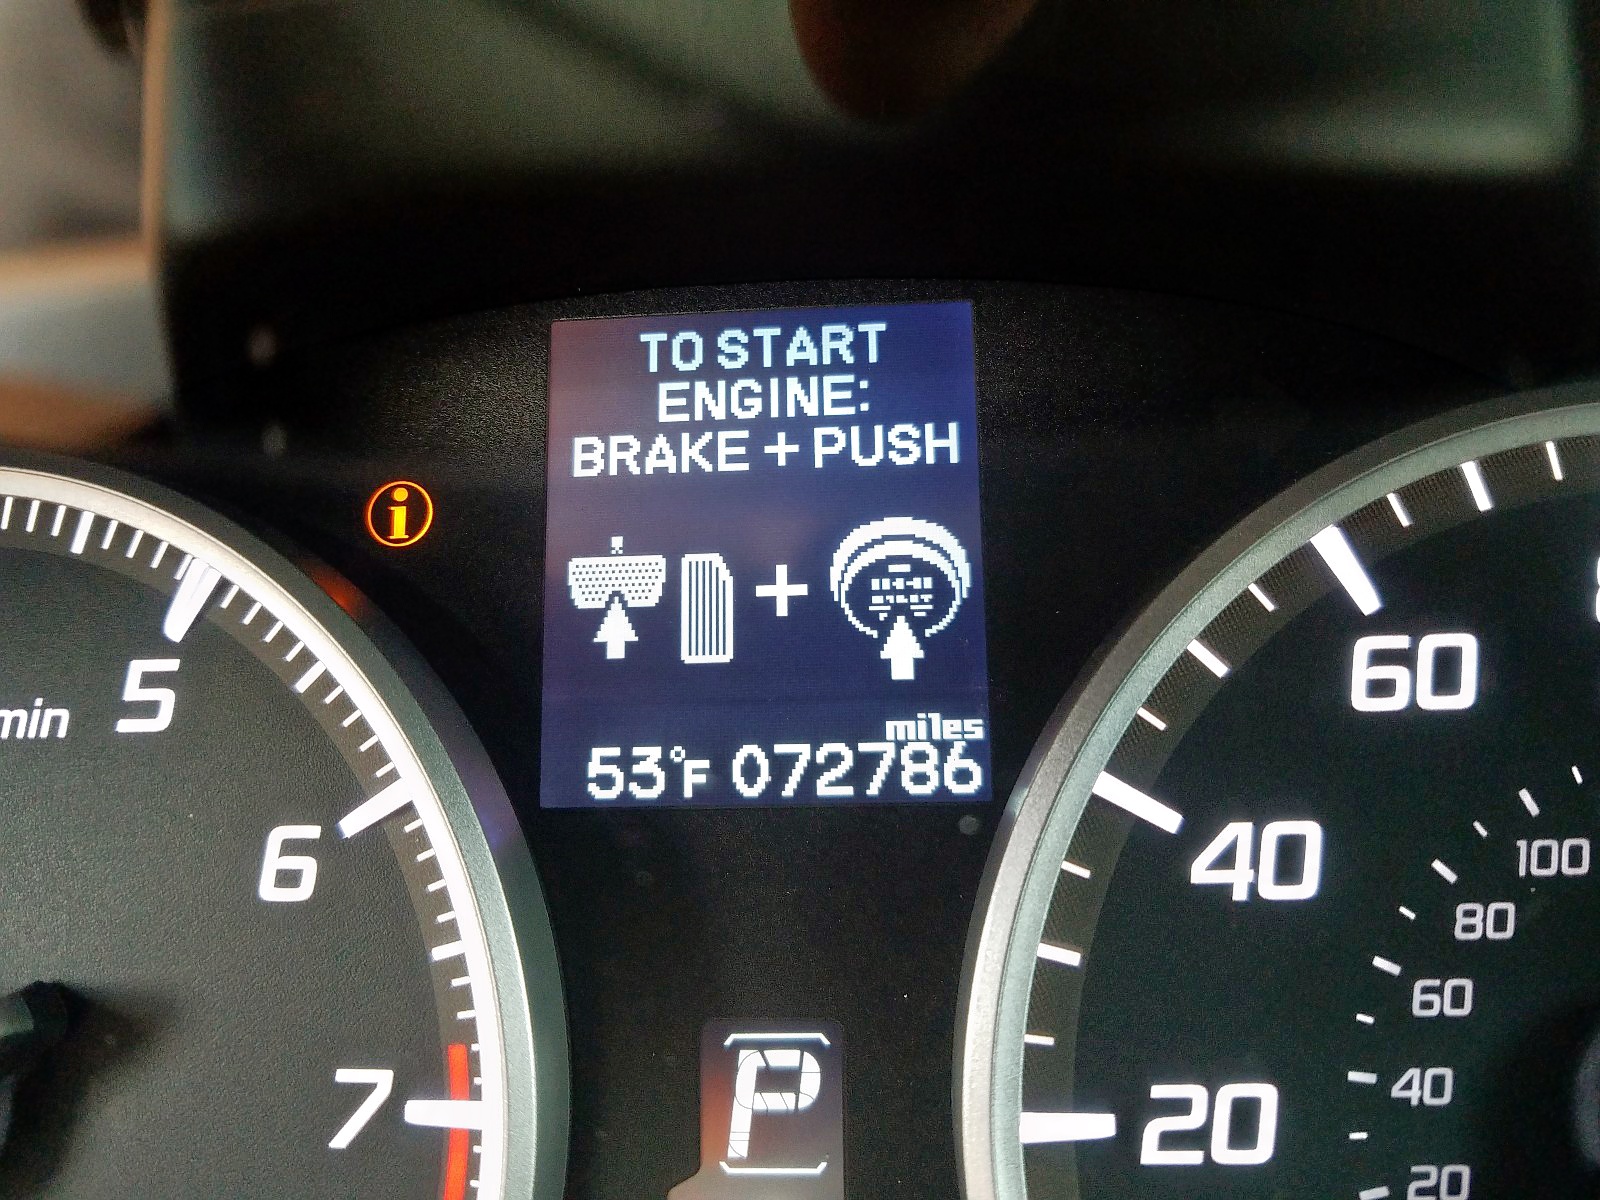 TO START
ENGINE:
BRAKE + PUSH
+
miles
53°F 072786
min
5
6
7
P
60
40
20
100
80
60
40
20